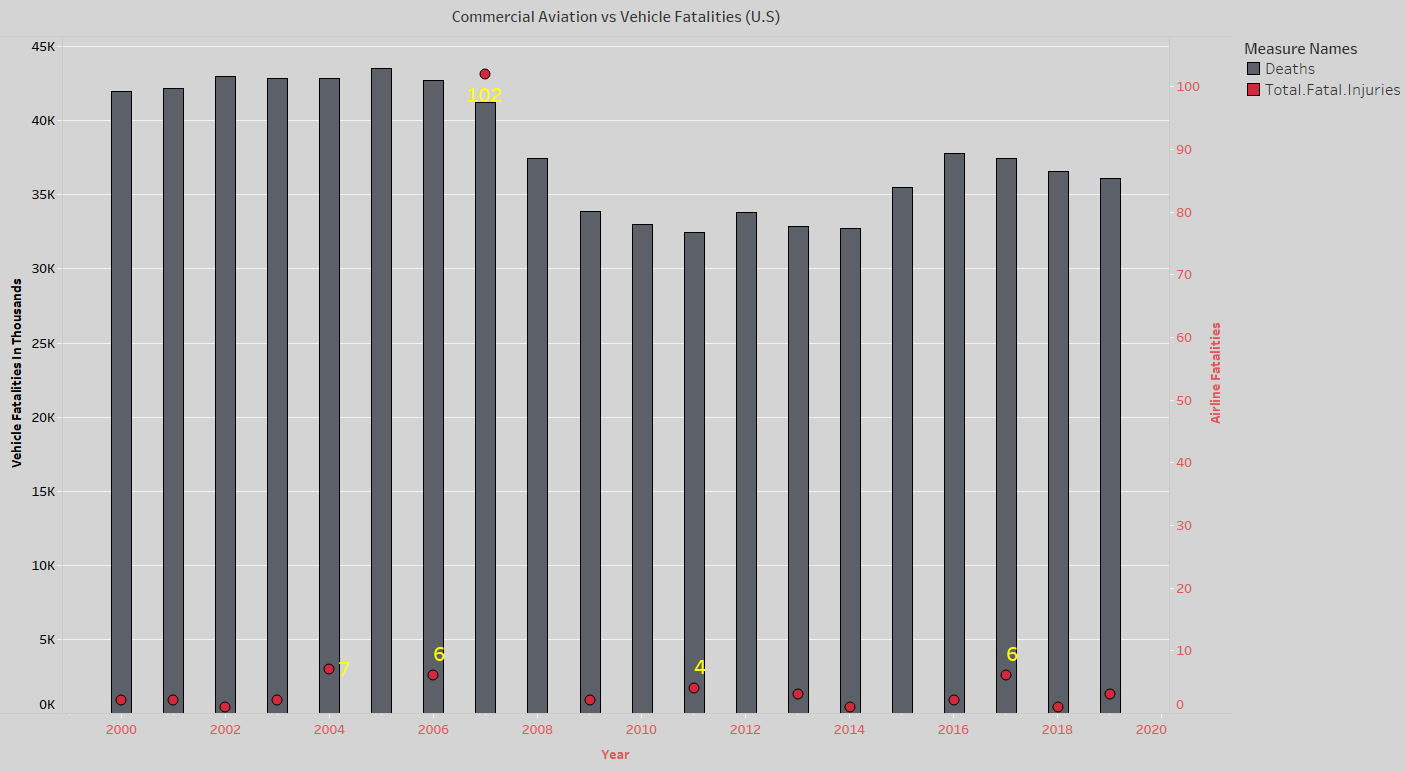 Commercial Aviation vs Vehicle Fatalities (U.S)
Measure Names
Deaths
Total.Fatal.Injuries
Vehicle Fatalities In Thousands
45K
40K
35K
30K
25K
20K
15K
10K
5K
0K
102
7
6
4
6
100
90
80
70
60
50
40
30
20
10
0
Airline Fatalities
2000 2002 2004 2006 2008 2010 2012 2014 2016 2018 2020
Year